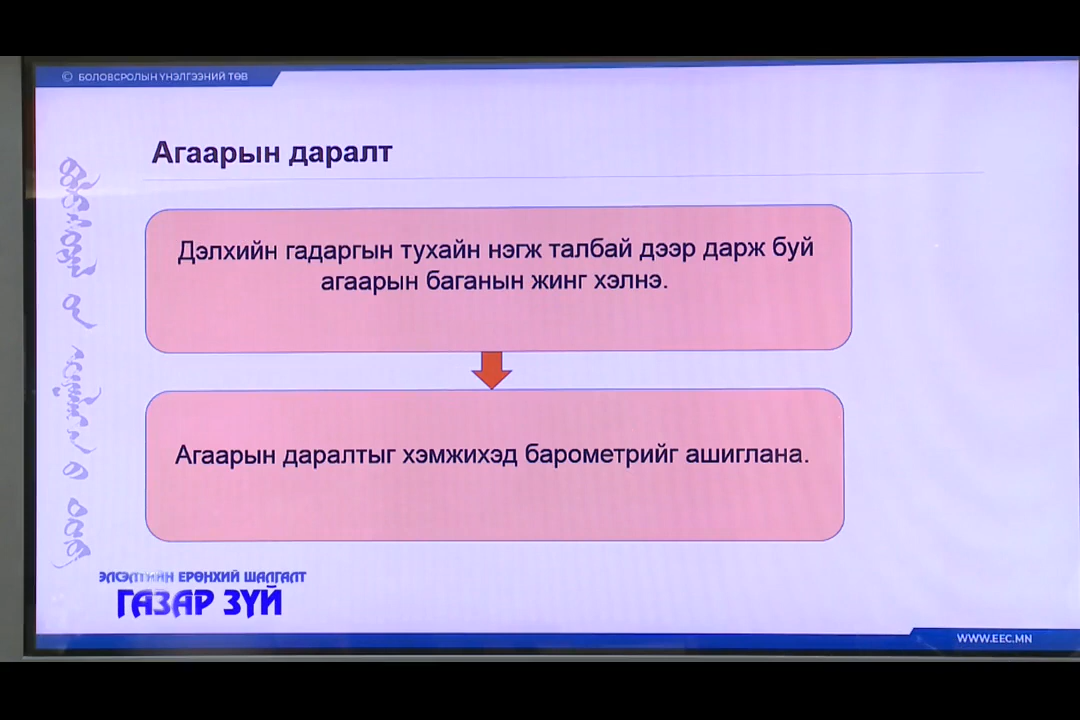 © БОЛОВСРОЛЫН ҮНЭЛГЭЭНИЙ ТӨВ
Агаарын даралт
Дэлхийн гадаргын тухайн нэгж талбай дээр дарж буй
агаарын баганын жинг хэлнэ.
Агаарын даралтыг хэмжихэд барометрийг ашиглана.
ЭЛСЭЛТИЙН ЕРӨНХИЙ ШАЛГАЛТ
ГАЗАР ЗҮЙ
WWW.EEC.MN